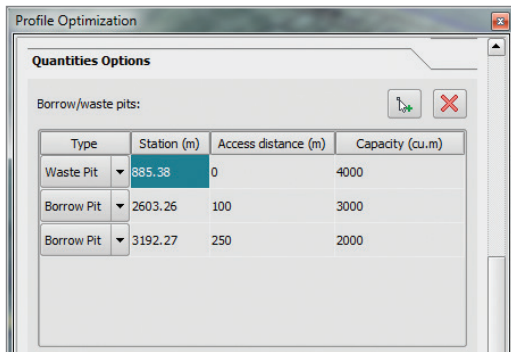 Profile Optimization
Quantities Options
Borrow/waste pits:
Type Station (m) Access distance (m) Capacity (cu.m)
Waste Pit 885.38 0 4000
Borrow Pit 2603.26 100 3000
Borrow Pit 3192.27 250 2000